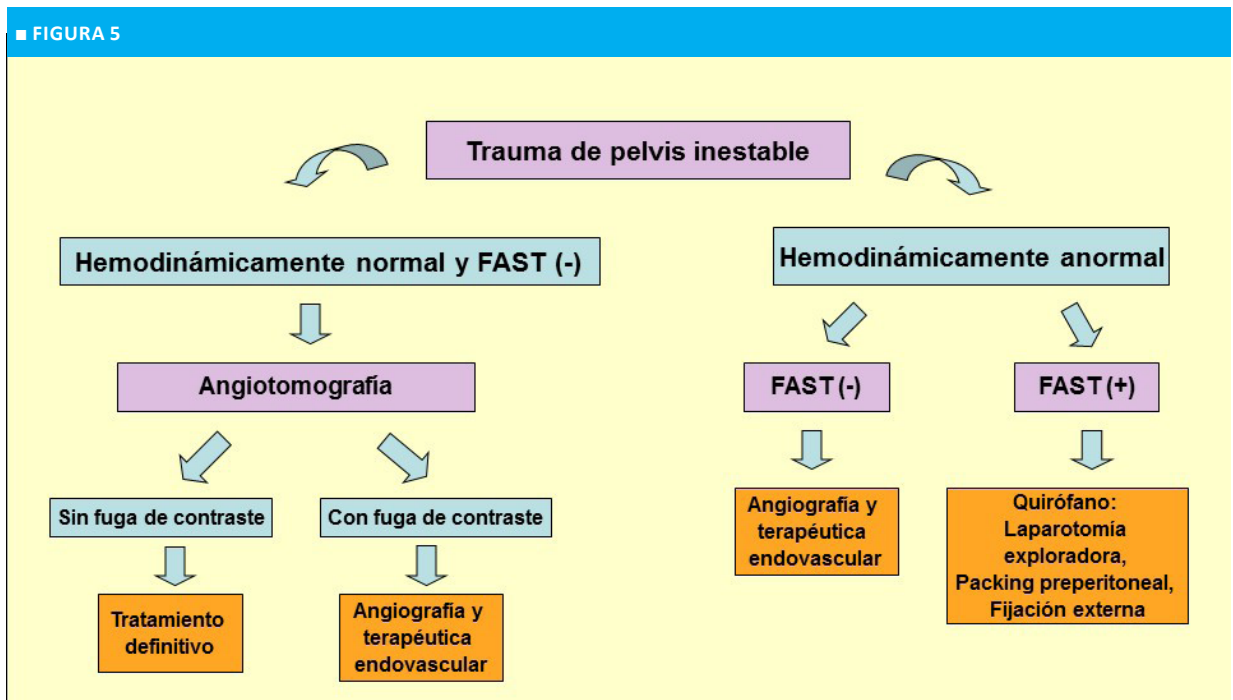 ■ FIGURA 5
Trauma de pelvis inestable
Hemodinámicamente normal y FAST (-)
Angiotomografía
Sin fuga de contraste
Tratamiento
definitivo
Con fuga de contraste
Angiografía y
terapéutica
endovascular
Hemodinámicamente anormal
FAST (-)
Angiografía y
terapéutica
endovascular
FAST (+)
Quirófano:
Laparotomía
exploradora,
Packing preperitoneal,
Fijación externa